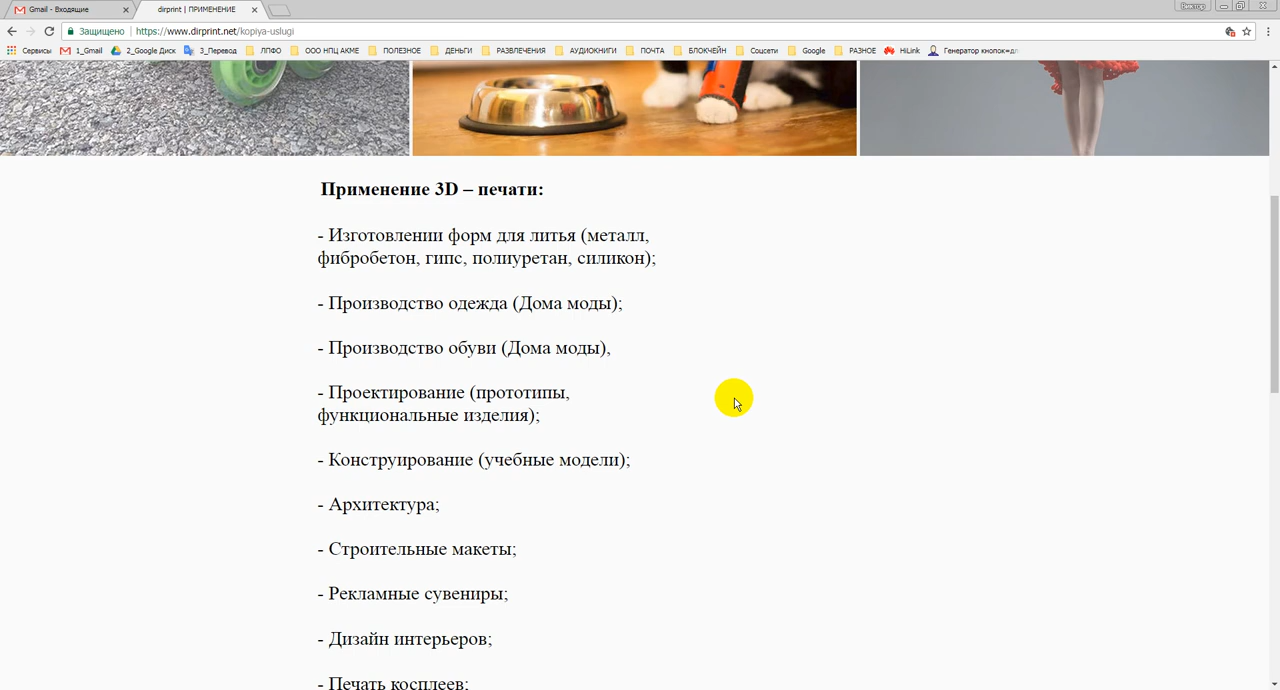 Gmail - Входящие
dirprint | ПРИМЕНЕНИЕ
Виктор
Защищено
https://www.dirprint.net/kopiya-uslugi
Сервисы
1_Gmail
2_Google Диск
3_Перевод
ЛПФО
ООО НПЦ АКМЕ
ПОЛЕЗНОЕ
ДЕНЬГИ
РАЗВЛЕЧЕНИЯ
АУДИОКНИГИ
ПОЧТА
БЛОКЧЕЙН
Соцсети
Google
РАЗНОЕ
HiLink
Генератор кнопок=дл
Применение 3D – печати:
- Изготовлении форм для литья (металл,
фибробетон, гипс, полиуретан, силикон);
- Производство одежда (Дома моды);
- Производство обуви (Дома моды),
- Проектирование (прототипы,
функциональные изделия);
- Конструирование (учебные модели);
- Архитектура;
- Строительные макеты;
- Рекламные сувениры;
- Дизайн интерьеров;
- Печать косплеев;